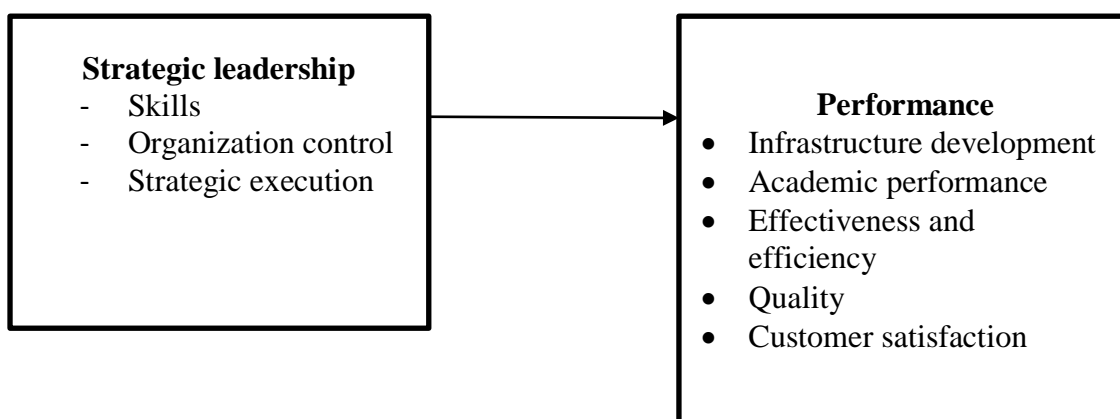 Strategic leadership
- Skills
- Organization control
- Strategic execution
Performance
• Infrastructure development
• Academic performance
• Effectiveness and
efficiency
• Quality
• Customer satisfaction